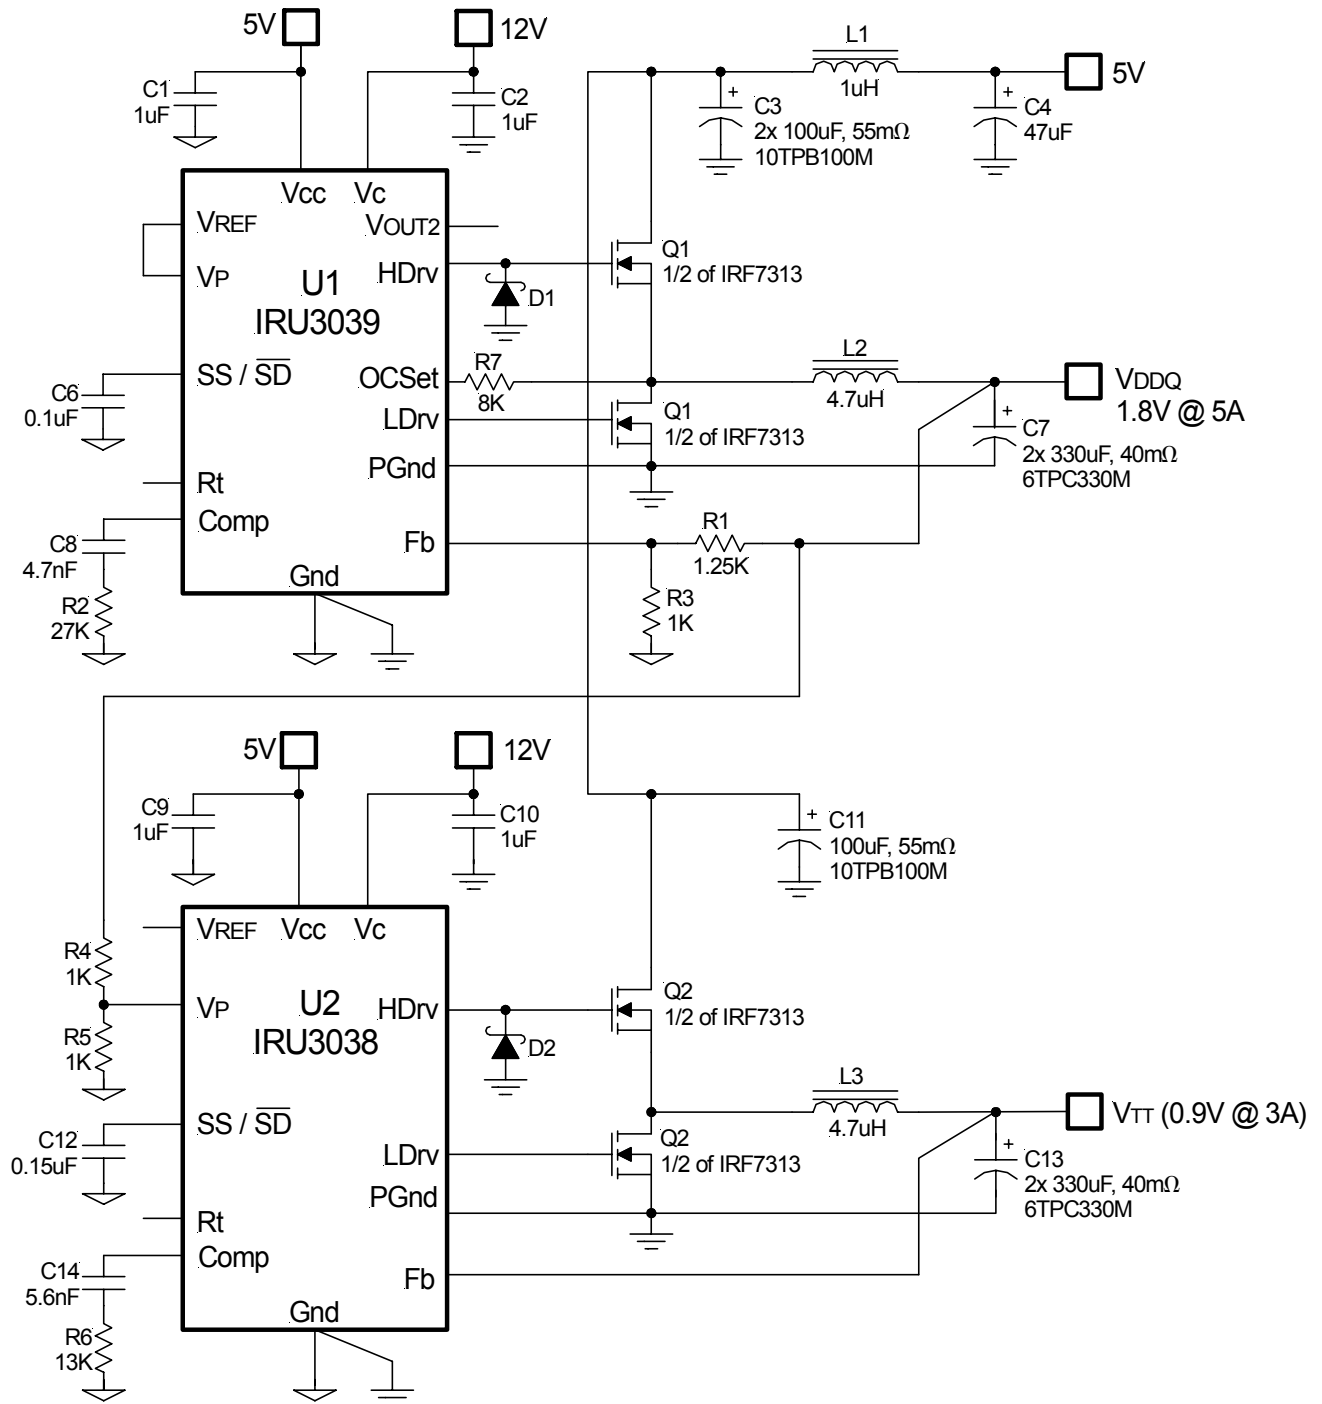 5V
12V
L1
5V
C1
1uF
C2
1uF
1uH
+
C3
2x 100uF, 55mΩ
10TPB100M
+
C4
47uF
Vcc
Vc
VREF
VOUT2
VP
HDrv
U1
IRU3039
Q1
1/2 of IRF7313
D1
SS / SD
OCSet
R7
8K
L2
4.7uH
VDDQ
1.8V @ 5A
C6
0.1uF
LDrv
Q1
1/2 of IRF7313
+
C7
2x 330uF, 40mΩ
6TPC330M
PGnd
Rt
Comp
Fb
R1
1.25K
C8
4.7nF
R2
27K
Gnd
R3
1K
5V
12V
C9
1uF
C10
1uF
+
C11
100uF, 55mΩ
10TPB100M
VREF
Vcc
Vc
R4
1K
VP
U2
IRU3038
HDrv
Q2
1/2 of IRF7313
R5
1K
D2
L3
4.7uH
VTT (0.9V @ 3A)
SS / SD
C12
0.15uF
LDrv
Q2
1/2 of IRF7313
+
C13
2x 330uF, 40mΩ
6TPC330M
PGnd
Rt
Comp
Fb
C14
5.6nF
Gnd
R6
13K